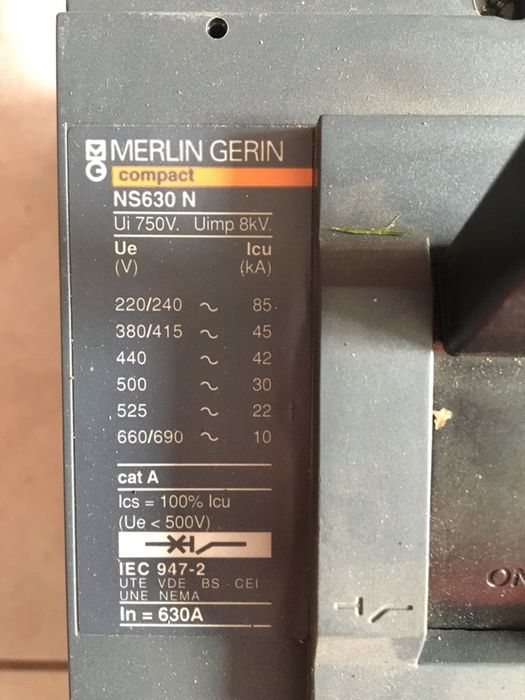 MERLIN GERIN
compact
NS630 N
Ui 750V. Uimp 8kV.
Ue Icu
(V) (kA)
220/240 ~ 85
380/415 ~ 45
440 ~ 42
500 ~ 30
525 ~ 22
660/690 ~ 10
cat A
Ics = 100% Icu
(Ue < 500V)
IEC 947-2
UTE VDE BS - CEI
UNE NEMA
In = 630A
ON